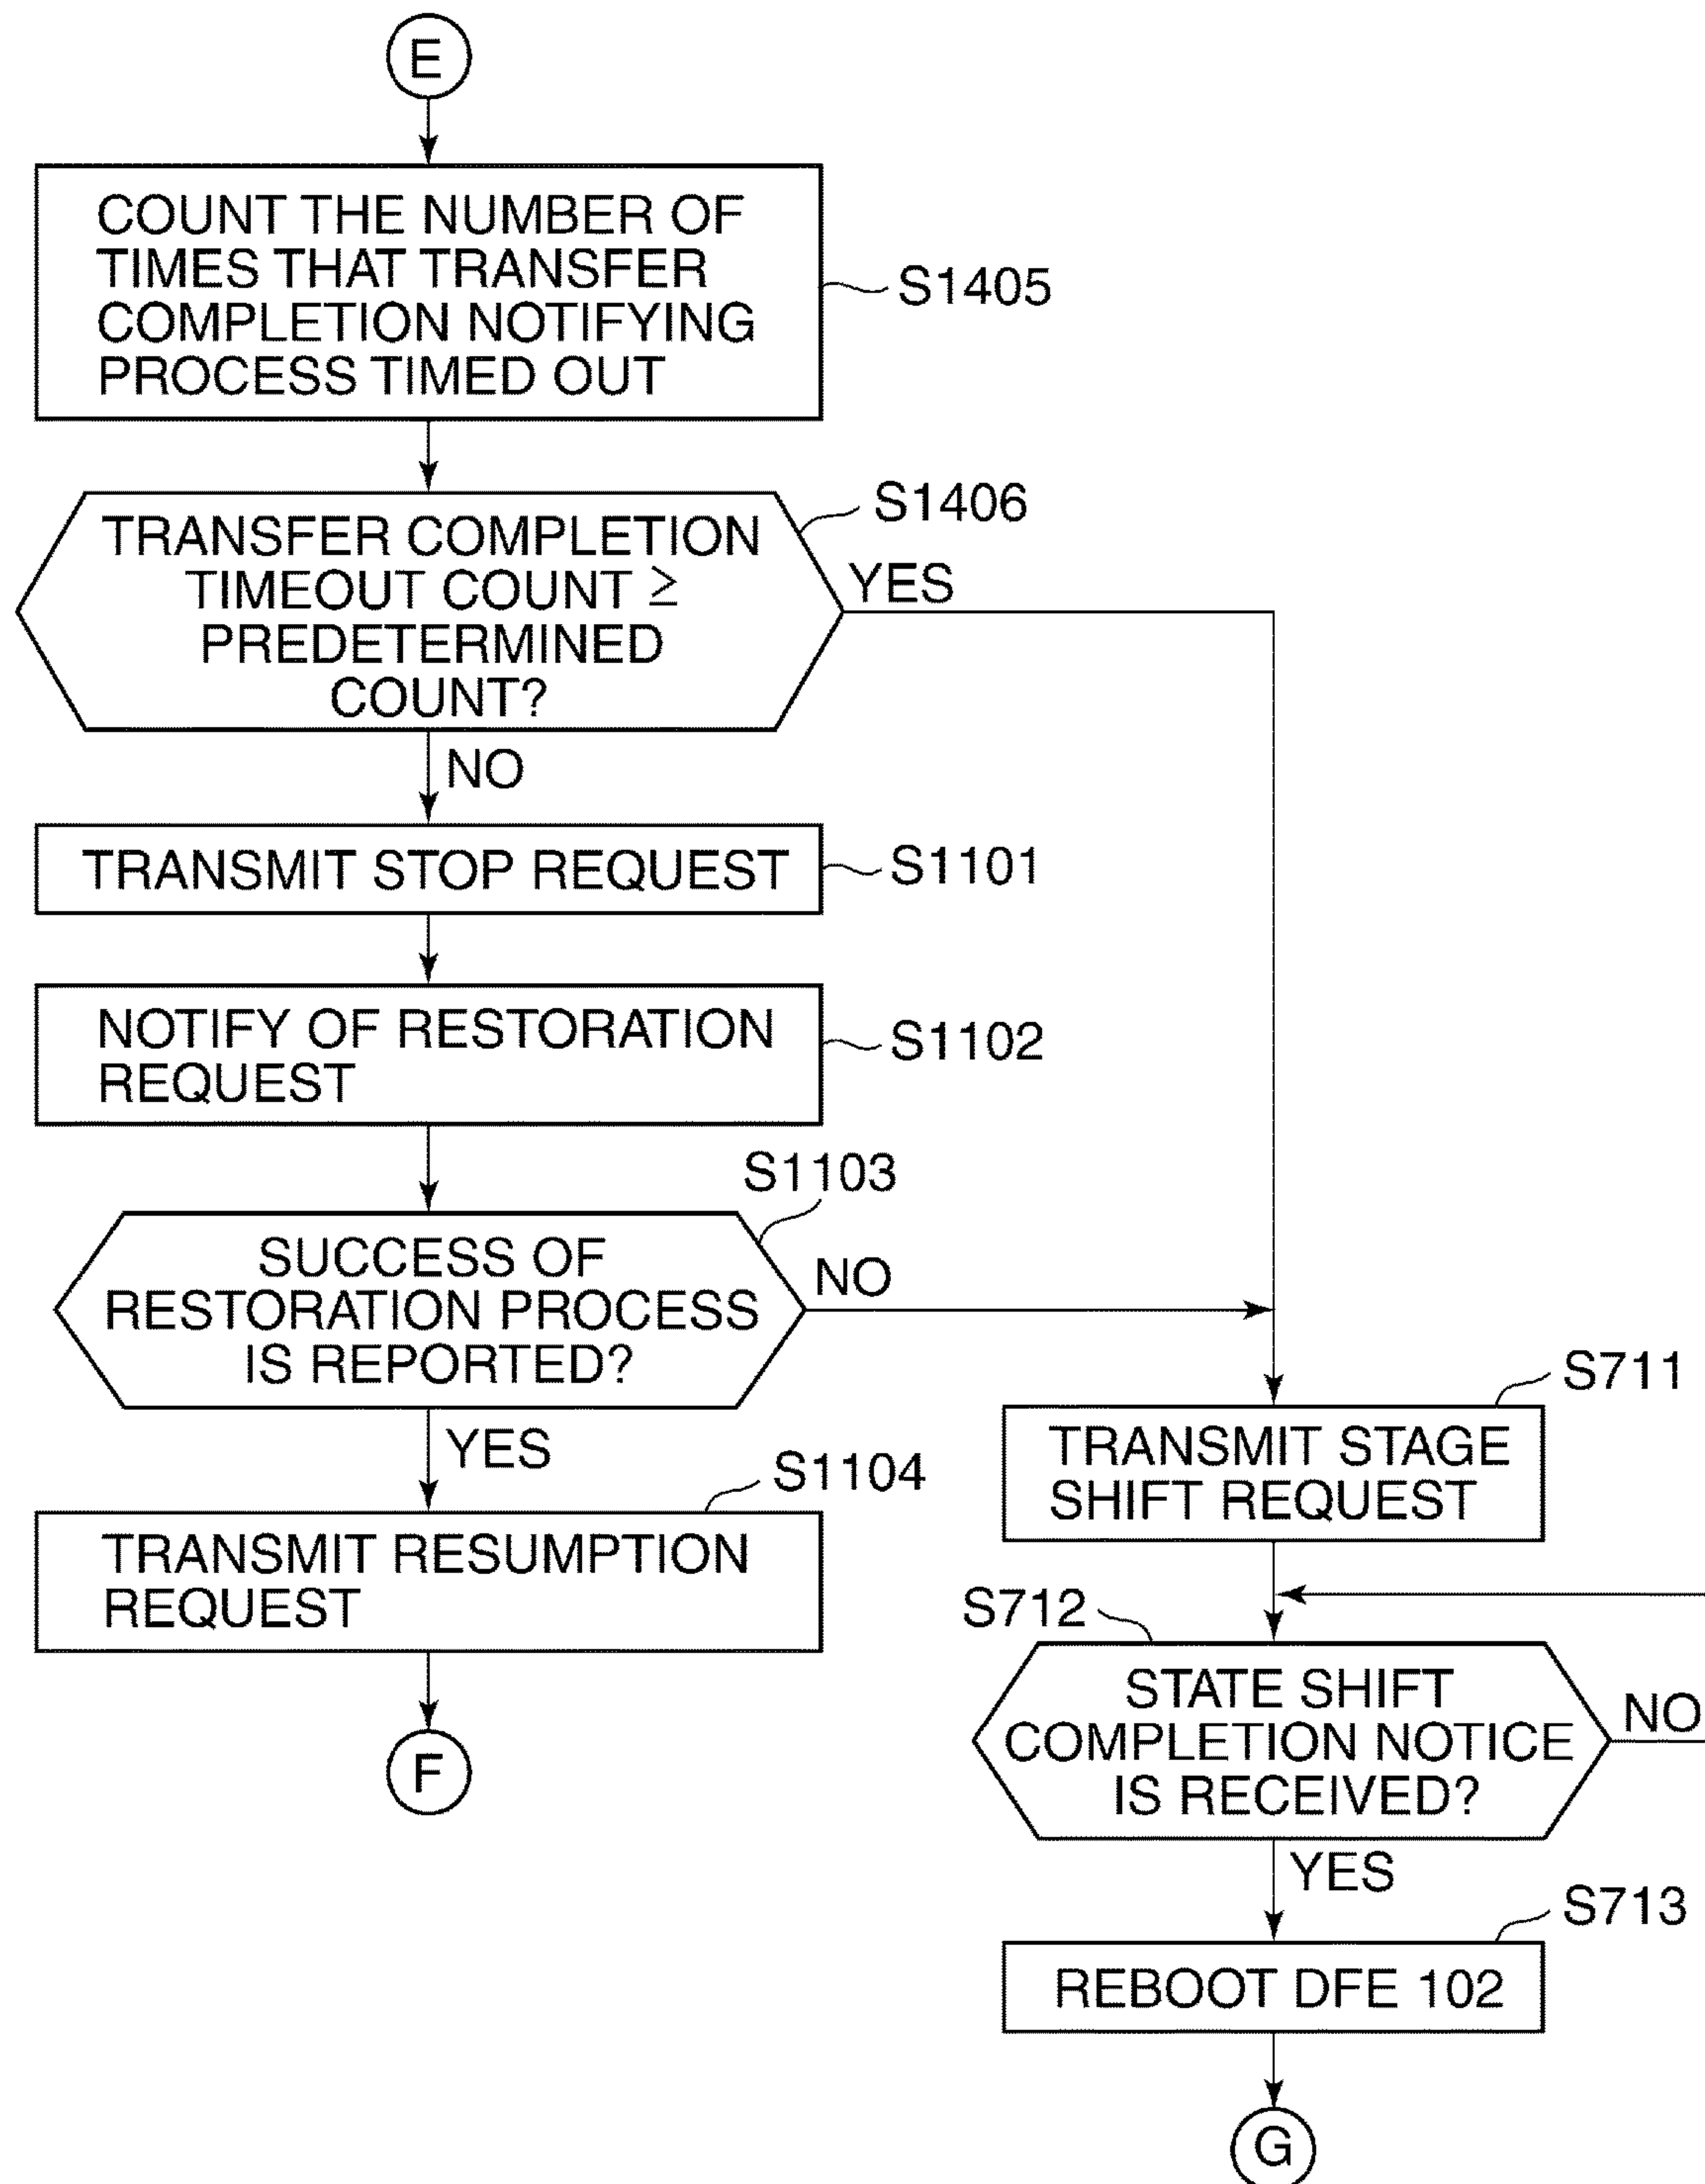 E
COUNT THE NUMBER OF
TIMES THAT TRANSFER
COMPLETION NOTIFYING
PROCESS TIMED OUT
S1405
S1406
TRANSFER COMPLETION
TIMEOUT COUNT ≥
PREDETERMINED
COUNT?
YES
NO
TRANSMIT STOP REQUEST
S1101
NOTIFY OF RESTORATION
REQUEST
S1102
S1103
SUCCESS OF
RESTORATION PROCESS
IS REPORTED?
NO
YES
S1104
TRANSMIT RESUMPTION
REQUEST
F
S711
TRANSMIT STAGE
SHIFT REQUEST
S712
STATE SHIFT
COMPLETION NOTICE
IS RECEIVED?
NO
YES
S713
REBOOT DFE 102
G